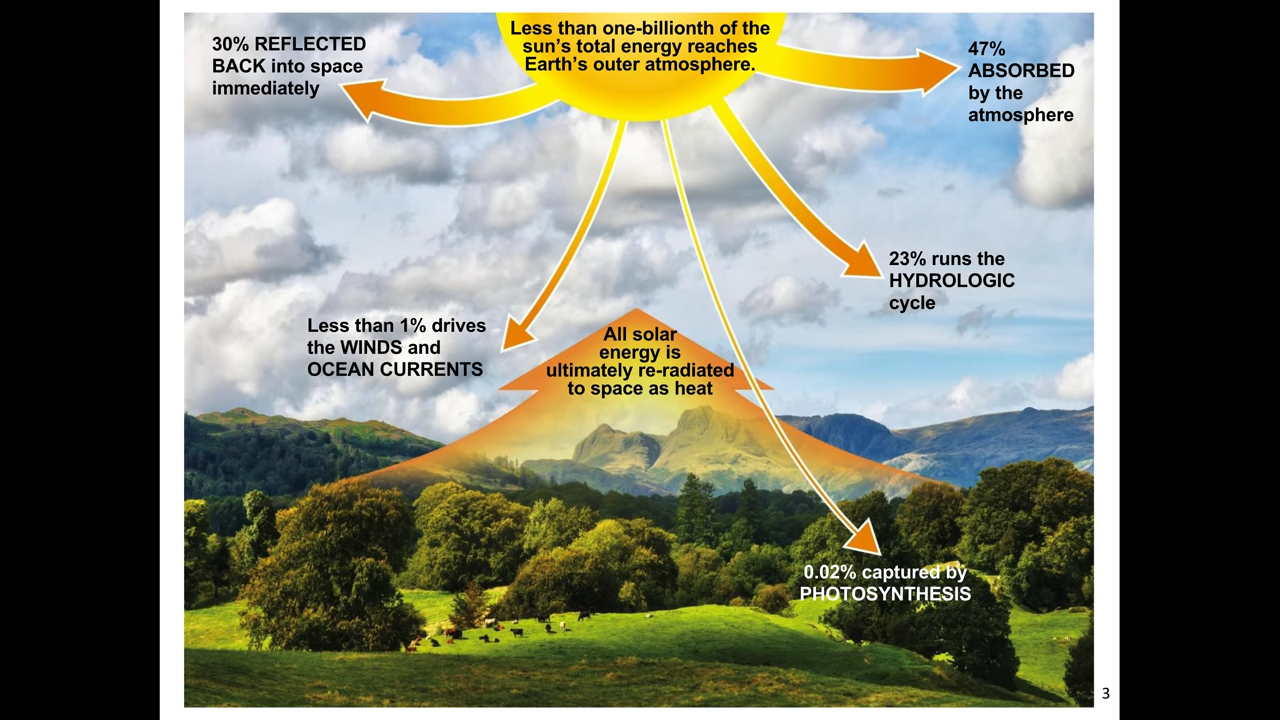 Less than one-billionth of the
sun's total energy reaches
Earth's outer atmosphere.
30% REFLECTED
BACK into space
immediately
47%
ABSORBED
by the
atmosphere
23% runs the
HYDROLOGIC
cycle
Less than 1% drives
the WINDS and
OCEAN CURRENTS
All solar
energy is
ultimately re-radiated
to space as heat
0.02% captured by
PHOTOSYNTHESIS
3